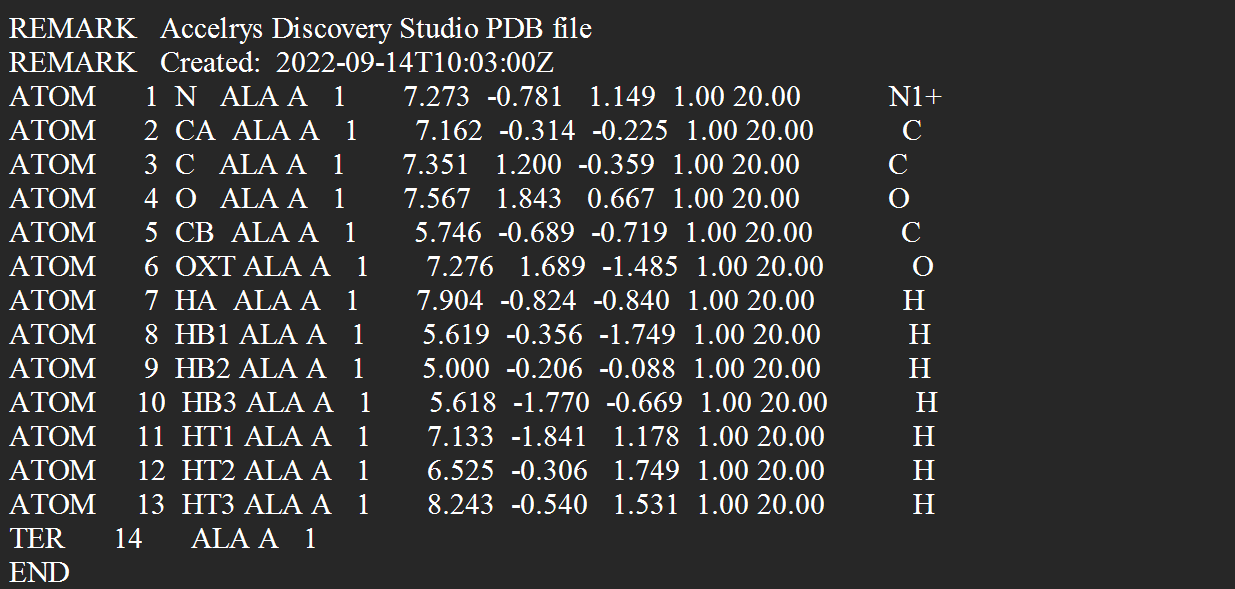 REMARK   Accelrys Discovery Studio PDB file
REMARK   Created:  2022-09-14T10:03:00Z
ATOM      1  N   ALA A   1       7.273  -0.781   1.149  1.00 20.00           N1+
ATOM      2  CA  ALA A   1       7.162  -0.314  -0.225  1.00 20.00           C
ATOM      3  C   ALA A   1       7.351   1.200  -0.359  1.00 20.00           C
ATOM      4  O   ALA A   1       7.567   1.843   0.667  1.00 20.00           O
ATOM      5  CB  ALA A   1       5.746  -0.689  -0.719  1.00 20.00           C
ATOM      6  OXT ALA A   1       7.276   1.689  -1.485  1.00 20.00           O
ATOM      7  HA  ALA A   1       7.904  -0.824  -0.840  1.00 20.00           H
ATOM      8  HB1 ALA A   1       5.619  -0.356  -1.749  1.00 20.00           H
ATOM      9  HB2 ALA A   1       5.000  -0.206  -0.088  1.00 20.00           H
ATOM     10  HB3 ALA A   1       5.618  -1.770  -0.669  1.00 20.00           H
ATOM     11  HT1 ALA A   1       7.133  -1.841   1.178  1.00 20.00           H
ATOM     12  HT2 ALA A   1       6.525  -0.306   1.749  1.00 20.00           H
ATOM     13  HT3 ALA A   1       8.243  -0.540   1.531  1.00 20.00           H
TER      14      ALA A   1
END